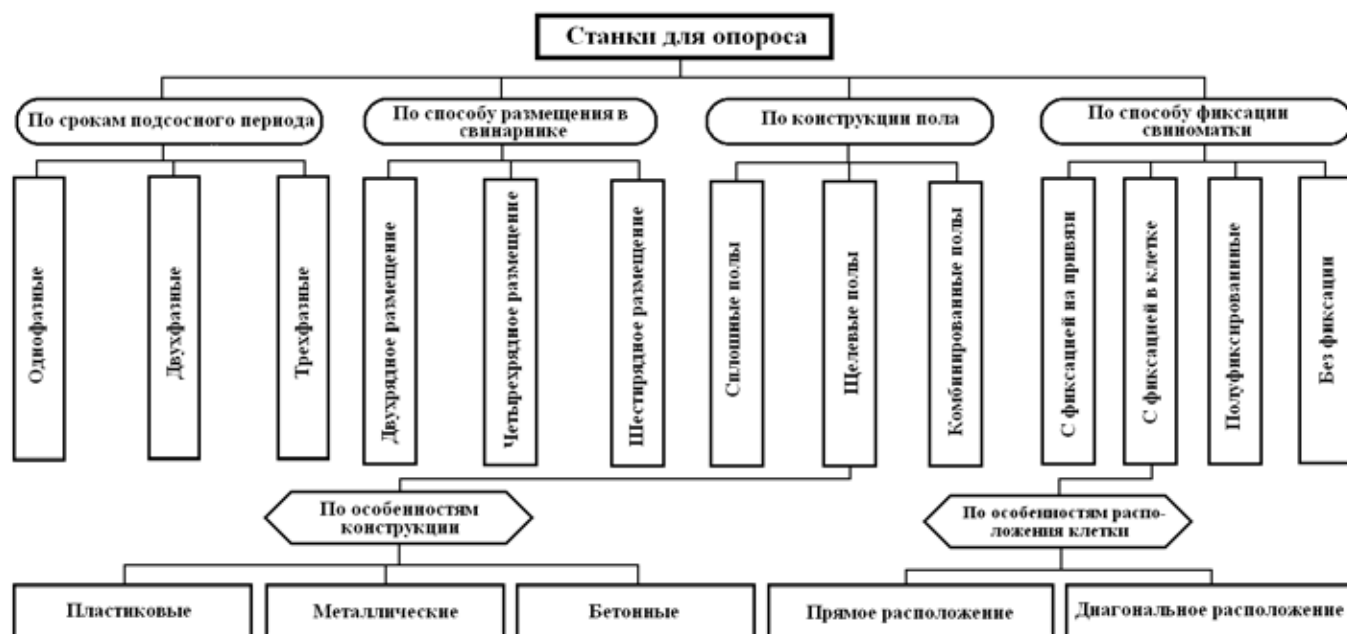 Станки для опороса
По срокам подсосного периода
По способу размещения в
свинарнике
По конструкции пола
По способу фиксации
свиноматки
Однофазные
Двухфазные
Трехфазные
Двухрядное размещение
Четырехрядное размещение
Шестирядное размещение
Сплошные полы
Щелевые полы
Комбинированные полы
С фиксацией на привязи
С фиксацией в клетке
Полуфиксированнные
Без фиксации
По особенностям
конструкции
По особенностям распо-
ложения клетки
Пластиковые
Металлические
Бетонные
Прямое расположение
Диагональное расположение